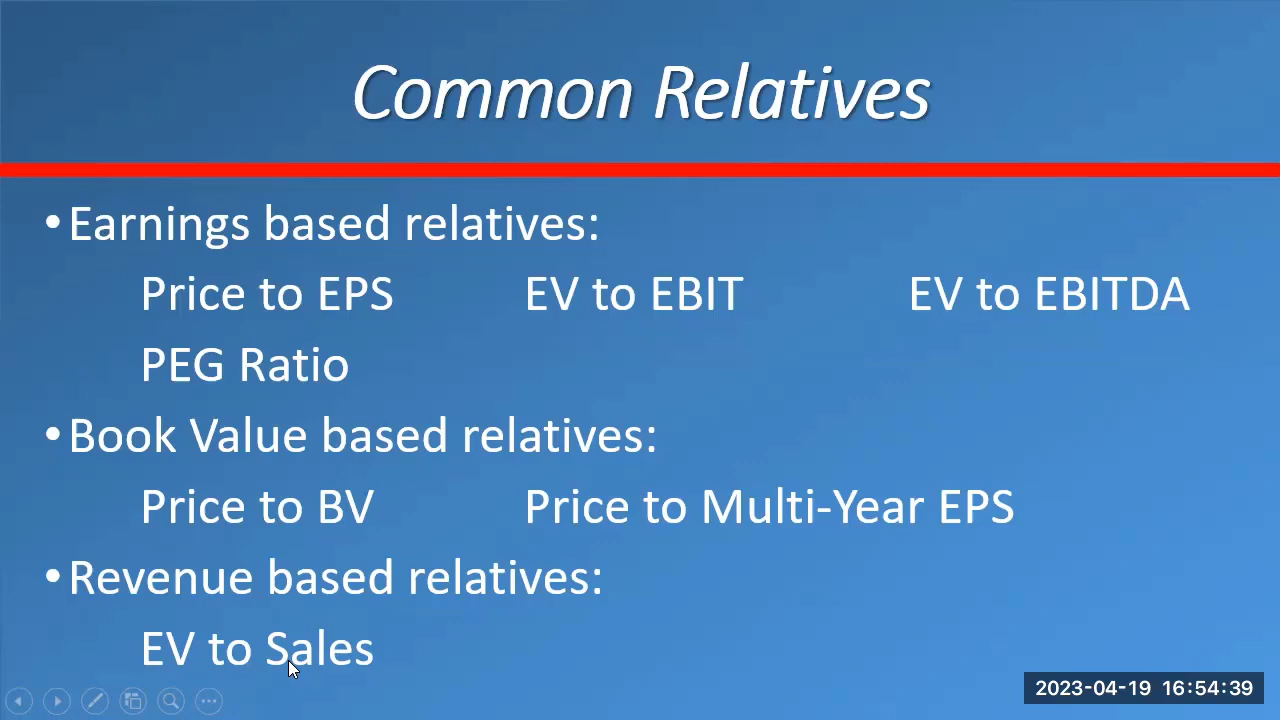 Common Relatives
•Earnings based relatives:
Price to EPS EV to EBIT EV to EBITDA
PEG Ratio
•Book Value based relatives:
Price to BV Price to Multi-Year EPS
•Revenue based relatives:
EV to Sales
2023-04-19 16:54:39